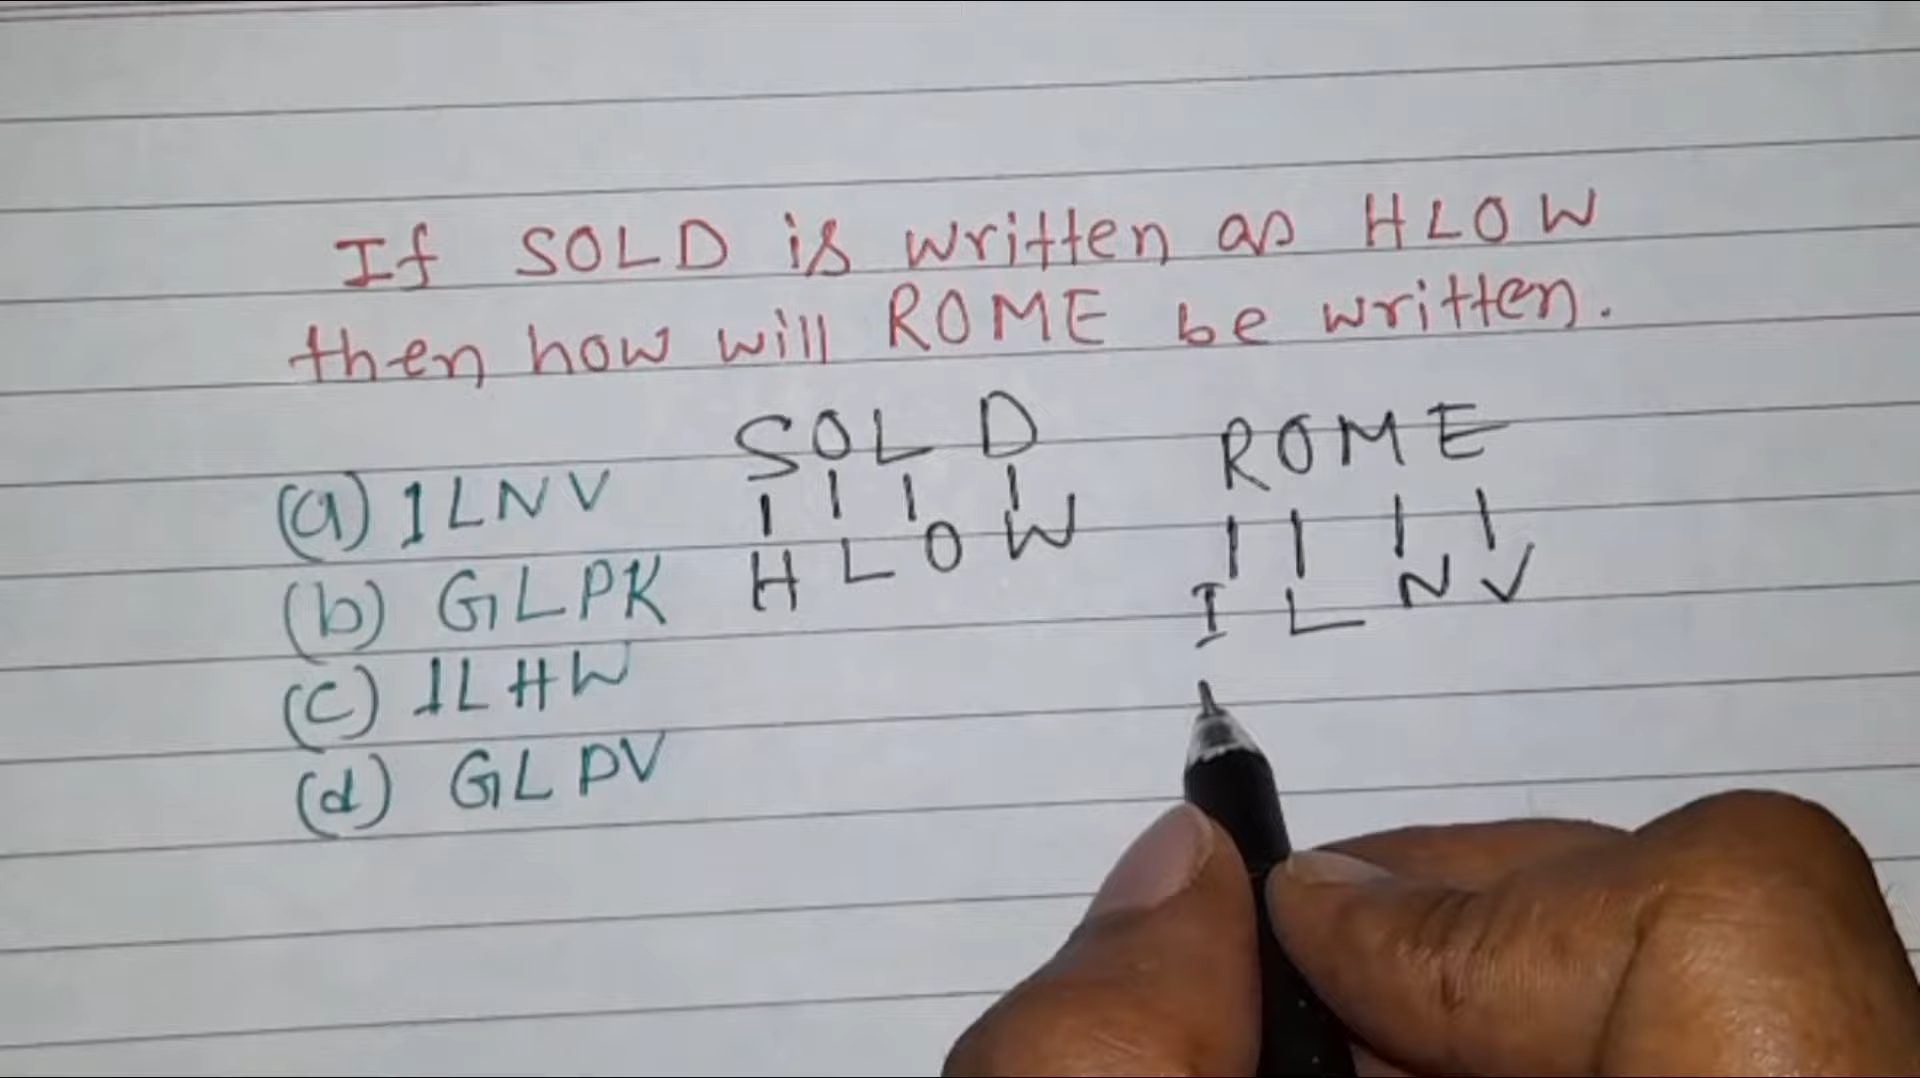 If SOLD is written as HLOW
then how will ROME be written.
SOLD ROME
(a) ILNV
HLOW
(b) GLPK
ILNV
(c) ILHW
(d) GLPV